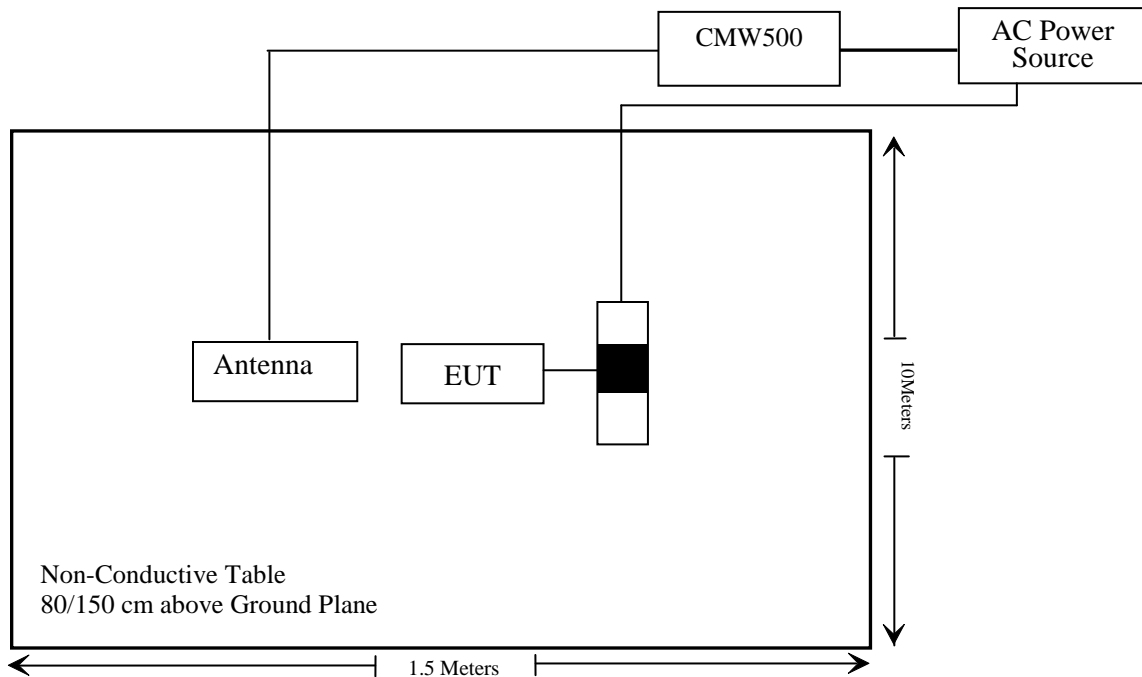 CMW500
AC Power
Source
Antenna
EUT
10Meters
Non-Conductive Table
80/150 cm above Ground Plane
1.5 Meters